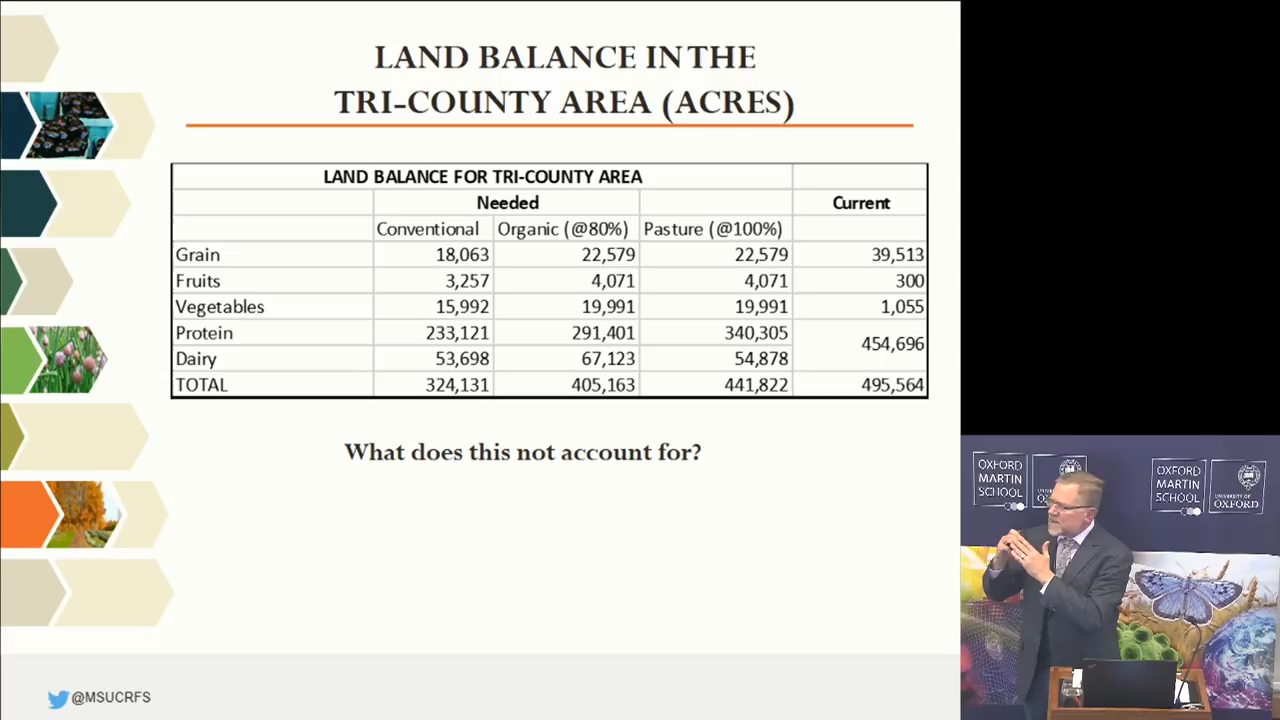 LAND BALANCE IN THE
TRI-COUNTY AREA (ACRES)
LAND BALANCE FOR TRI-COUNTY AREA
Needed Current
Conventional Organic (@80%) Pasture (@100%)
Grain 18,063 22,579 22,579 39,513
Fruits 3,257 4,071 4,071 300
Vegetables 15,992 19,991 19,991 1,055
Protein 233,121 291,401 340,305
454,696
Dairy 53,698 67,123 54,878
TOTAL 324,131 405,163 441,822 495,564
What does this not account for?
@MSUCRFS
OXFORD
MARTIN
SCHOOL
OXFORD
MARTIN
SCHOOL
UNIVERSITY OF
OXFORD